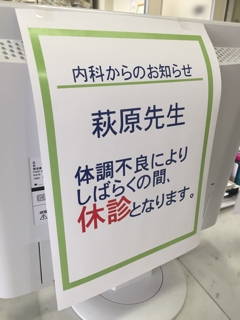 内科からのお知らせ
萩原先生
体調不良により
しばらくの間、
休診となります。